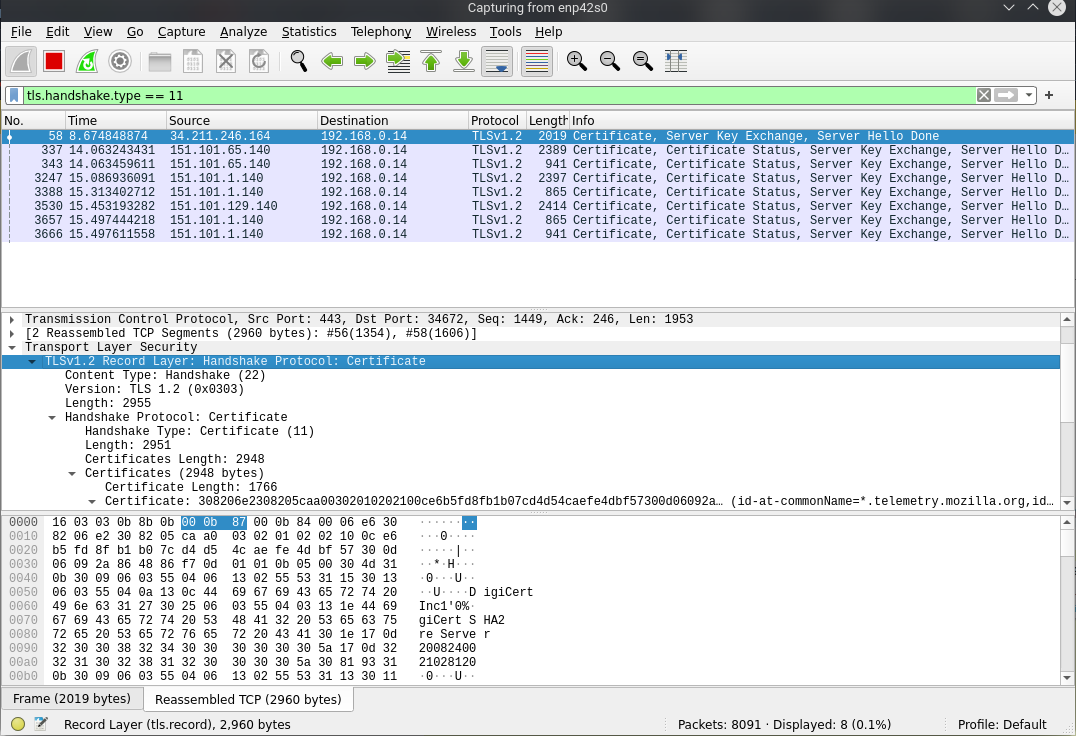 Capturing from enp42s0
File Edit View Go Capture Analyze Statistics Telephony Wireless Tools Help
tls.handshake.type == 11
No. Time Source Destination Protocol Length Info
58 8.674848874 34.211.246.164 192.168.0.14 TLSv1.2 2019 Certificate, Server Key Exchange, Server Hello Done
337 14.063243431 151.101.65.140 192.168.0.14 TLSv1.2 2389 Certificate, Certificate Status, Server Key Exchange, Server Hello D…
343 14.063459611 151.101.65.140 192.168.0.14 TLSv1.2 941 Certificate, Certificate Status, Server Key Exchange, Server Hello D…
3247 15.086936091 151.101.1.140 192.168.0.14 TLSv1.2 2397 Certificate, Certificate Status, Server Key Exchange, Server Hello D…
3388 15.313402712 151.101.1.140 192.168.0.14 TLSv1.2 865 Certificate, Certificate Status, Server Key Exchange, Server Hello D…
3530 15.453193282 151.101.129.140 192.168.0.14 TLSv1.2 2414 Certificate, Certificate Status, Server Key Exchange, Server Hello D…
3657 15.497444218 151.101.1.140 192.168.0.14 TLSv1.2 865 Certificate, Certificate Status, Server Key Exchange, Server Hello D…
3666 15.497611558 151.101.1.140 192.168.0.14 TLSv1.2 941 Certificate, Certificate Status, Server Key Exchange, Server Hello D…
Transmission Control Protocol, Src Port: 443, Dst Port: 34672, Seq: 1449, Ack: 246, Len: 1953
[2 Reassembled TCP Segments (2960 bytes): #56(1354), #58(1606)]
Transport Layer Security
TLSv1.2 Record Layer: Handshake Protocol: Certificate
Content Type: Handshake (22)
Version: TLS 1.2 (0x0303)
Length: 2955
Handshake Protocol: Certificate
Handshake Type: Certificate (11)
Length: 2951
Certificates Length: 2948
Certificates (2948 bytes)
Certificate Length: 1766
Certificate: 308206e2308205caa00302010202100ce6b5fd8fb1b07cd4d54caefe4dbf57300d06092a… (id-at-commonName=*.telemetry.mozilla.org,id…
0000 16 03 03 0b 8b 0b 00 0b 87 00 0b 84 00 06 e6 30 ········
0010 82 06 e2 30 82 05 ca a0 03 02 01 02 02 10 0c e6 ···0····
0020 b5 fd 8f b1 b0 7c d4 d5 4c ae fe 4d bf 57 30 0d ·····|··
0030 06 09 2a 86 48 86 f7 0d 01 01 0b 05 00 30 4d 31 ··*·H···
0040 0b 30 09 06 03 55 04 06 13 02 55 53 31 15 30 13 ·0···U··
0050 06 03 55 04 0a 13 0c 44 69 67 69 43 65 72 74 20 ··U····D igiCert
0060 49 6e 63 31 27 30 25 06 03 55 04 03 13 1e 44 69 Inc1'0%·
0070 67 69 43 65 72 74 20 53 48 41 32 20 53 65 63 75 giCert S HA2
0080 72 65 20 53 65 72 76 65 72 20 43 41 30 1e 17 0d re Serve r
0090 32 30 30 38 32 34 30 30 30 30 30 30 5a 17 0d 32 20082400
00a0 32 31 30 32 38 31 32 30 30 30 30 5a 30 81 93 31 21028120
00b0 0b 30 09 06 03 55 04 06 13 02 55 53 31 13 30 11 ·0···U··
Frame (2019 bytes) Reassembled TCP (2960 bytes)
Record Layer (tls.record), 2,960 bytes Packets: 8091 · Displayed: 8 (0.1%) Profile: Default